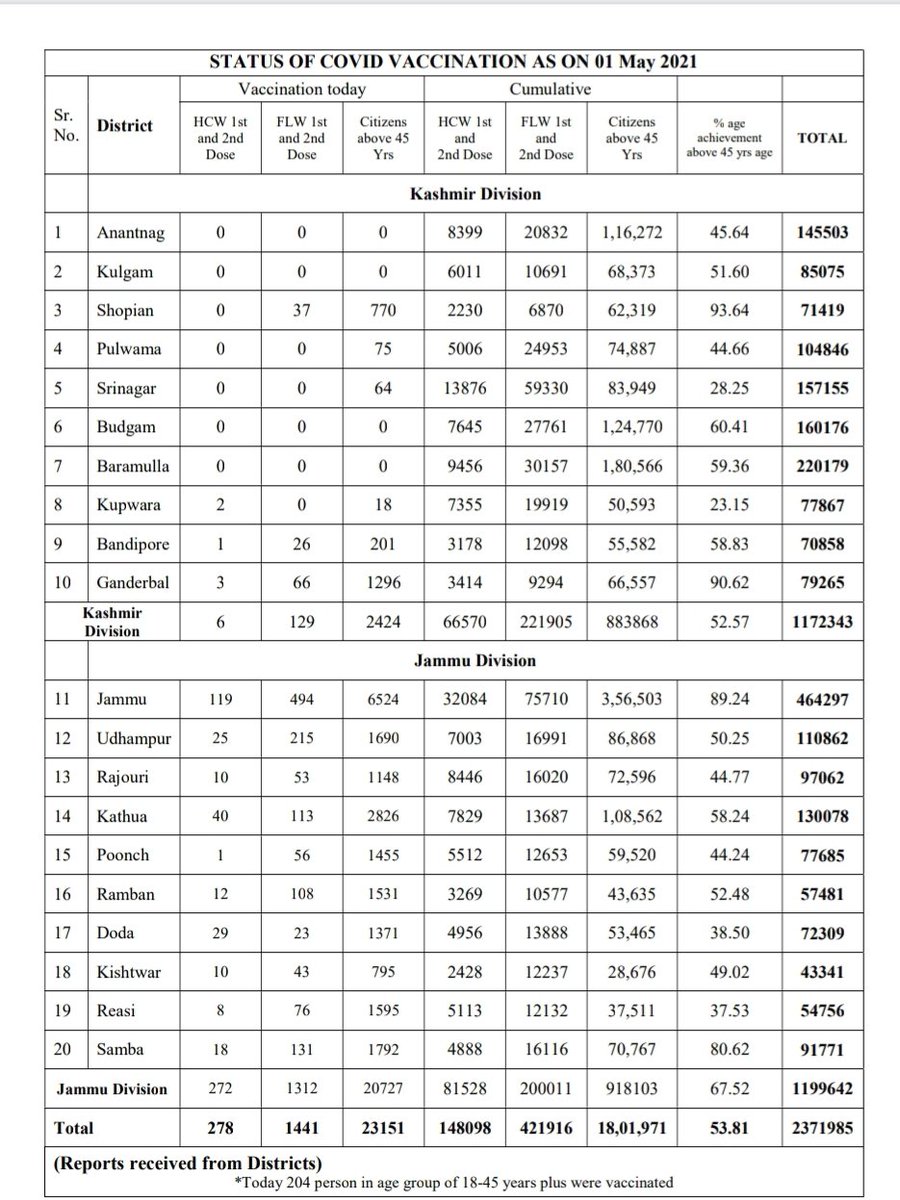 STATUS OF COVID VACCINATION AS ON 01 May 2021
Sr. No. District Vaccination today Cumulative
HCW 1st and 2nd Dose FLW 1st and 2nd Dose Citizens above 45 Yrs HCW 1st and 2nd Dose FLW 1st and 2nd Dose Citizens above 45 Yrs % age achievement above 45 yrs age TOTAL
Kashmir Division
1 Anantnag 0 0 0 8399 20832 1,16,272 45.64 145503
2 Kulgam 0 0 0 6011 10691 68,373 51.60 85075
3 Shopian 0 37 770 2230 6870 62,319 93.64 71419
4 Pulwama 0 0 75 5006 24953 74,887 44.66 104846
5 Srinagar 0 0 64 13876 59330 83,949 28.25 157155
6 Budgam 0 0 0 7645 27761 1,24,770 60.41 160176
7 Baramulla 0 0 0 9456 30157 1,80,566 59.36 220179
8 Kupwara 2 0 18 7355 19919 50,593 23.15 77867
9 Bandipore 1 26 201 3178 12098 55,582 58.83 70858
10 Ganderbal 3 66 1296 3414 9294 66,557 90.62 79265
Kashmir Division 6 129 2424 66570 221905 883868 52.57 1172343
Jammu Division
11 Jammu 119 494 6524 32084 75710 3,56,503 89.24 464297
12 Udhampur 25 215 1690 7003 16991 86,868 50.25 110862
13 Rajouri 10 53 1148 8446 16020 72,596 44.77 97062
14 Kathua 40 113 2826 7829 13687 1,08,562 58.24 130078
15 Poonch 1 56 1455 5512 12653 59,520 44.24 77685
16 Ramban 12 108 1531 3269 10577 43,635 52.48 57481
17 Doda 29 23 1371 4956 13888 53,465 38.50 72309
18 Kishtwar 10 43 795 2428 12237 28,676 49.02 43341
19 Reasi 8 76 1595 5113 12132 37,511 37.53 54756
20 Samba 18 131 1792 4888 16116 70,767 80.62 91771
Jammu Division 272 1312 20727 81528 200011 918103 67.52 1199642
Total 278 1441 23151 148098 421916 18,01,971 53.81 2371985
(Reports received from Districts)
*Today 204 person in age group of 18-45 years plus were vaccinated